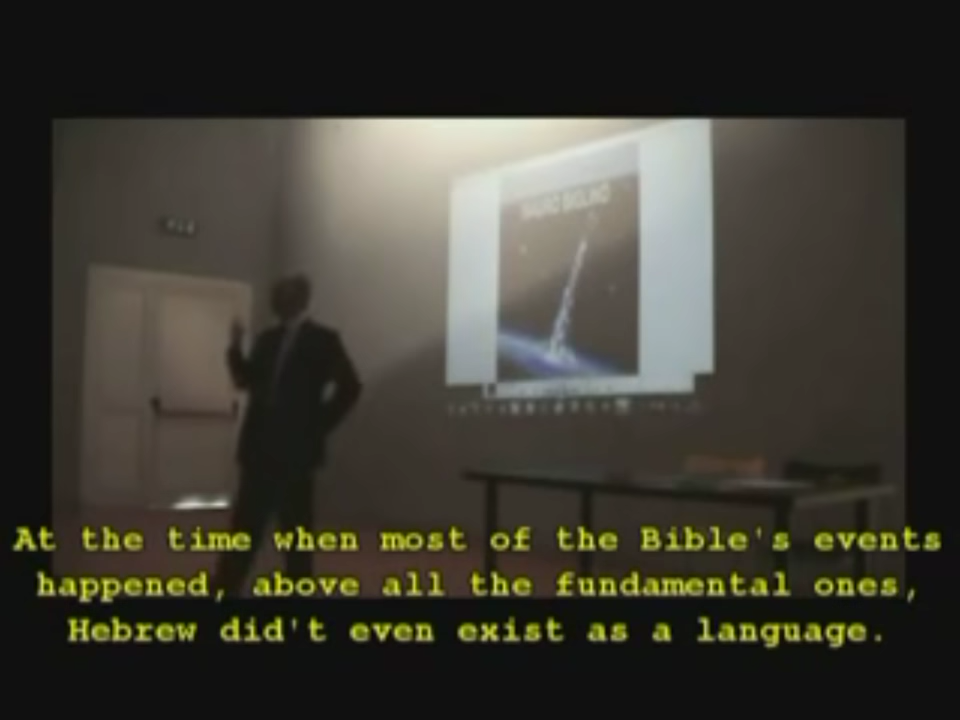 At the time when most of the Bible's events
happened, above all the fundamental ones,
Hebrew did't even exist as a language.